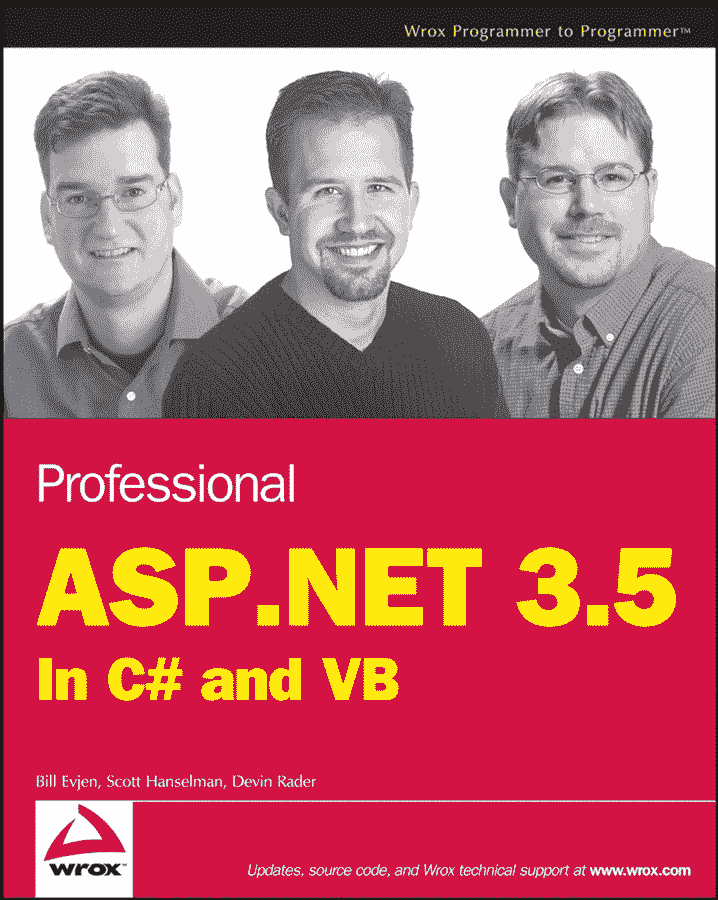 Wrox Programmer to Programmer™
Professional
ASP.NET 3.5
In C# and VB
Bill Evjen, Scott Hanselman, Devin Rader
wrox™
Updates, source code, and Wrox technical support at www.wrox.com